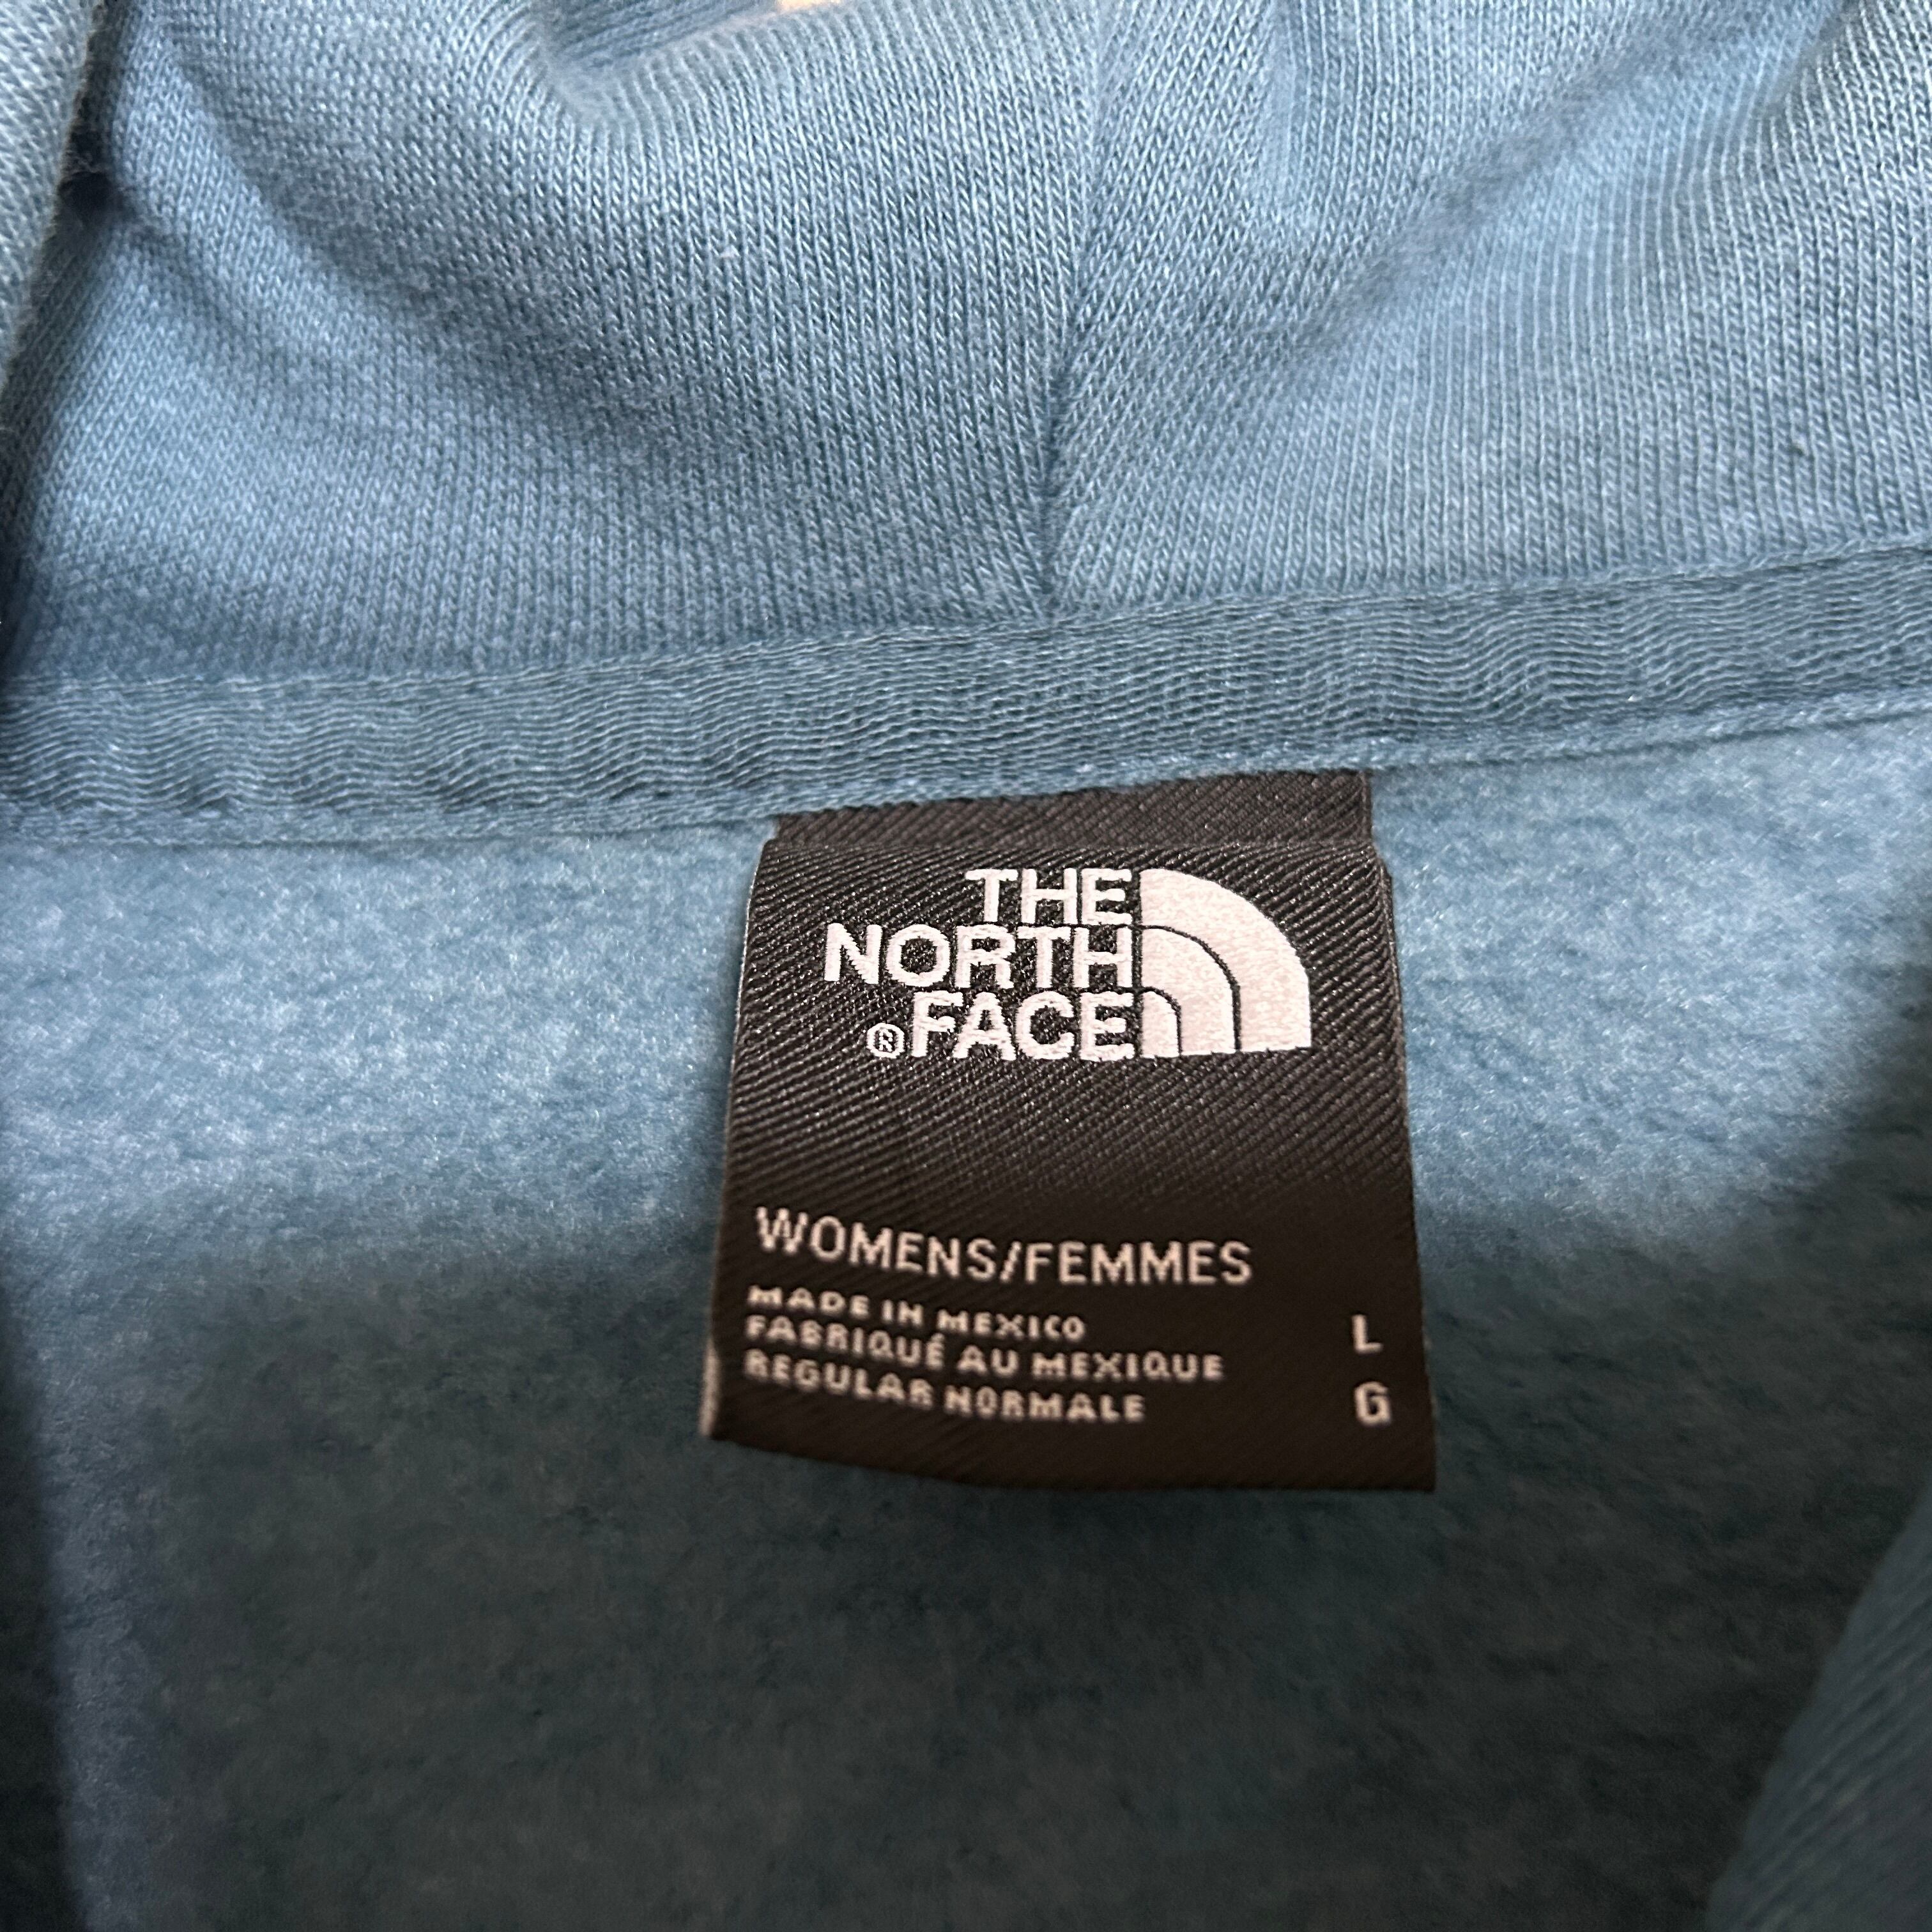 THE
NORTH
®FACE
WOMENS/FEMMES
MADE IN MEXICO
FABRIQUÉ AU MEXIQUE
REGULAR NORMALE
L
G